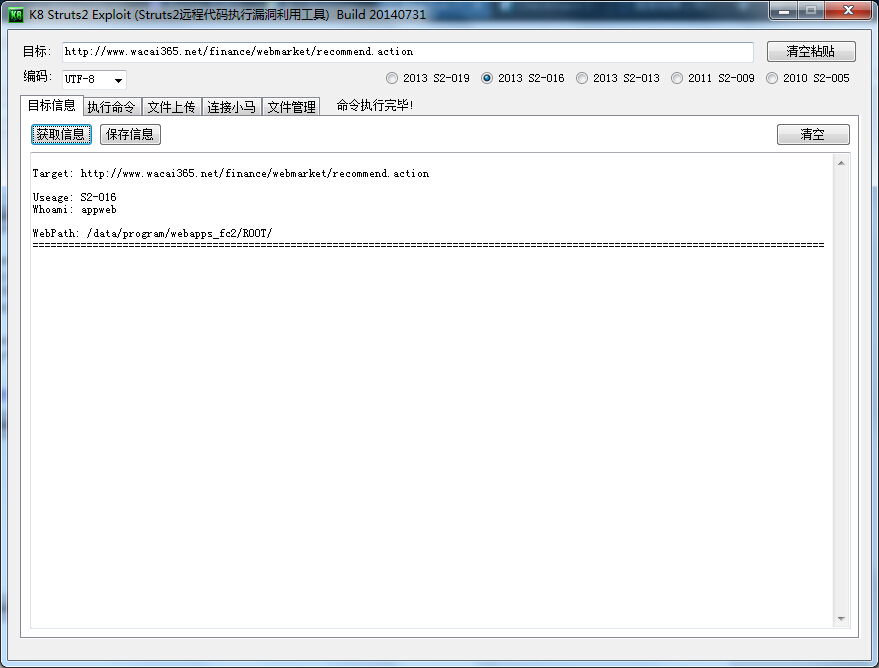 K8 Struts2 Exploit (Struts2远程代码执行漏洞利用工具) Build 20140731
目标: http://www.wacai365.net/finance/webmarket/recommend.action 清空粘贴
编码: UTF-8 2013 S2-019 2013 S2-016 2013 S2-013 2011 S2-009 2010 S2-005
目标信息 执行命令 文件上传 连接小马 文件管理 命令执行完毕!
获取信息 保存信息 清空
Target: http://www.wacai365.net/finance/webmarket/recommend.action
Useage: S2-016
Whoami: appweb
WebPath: /data/program/webapps_fc2/ROOT/